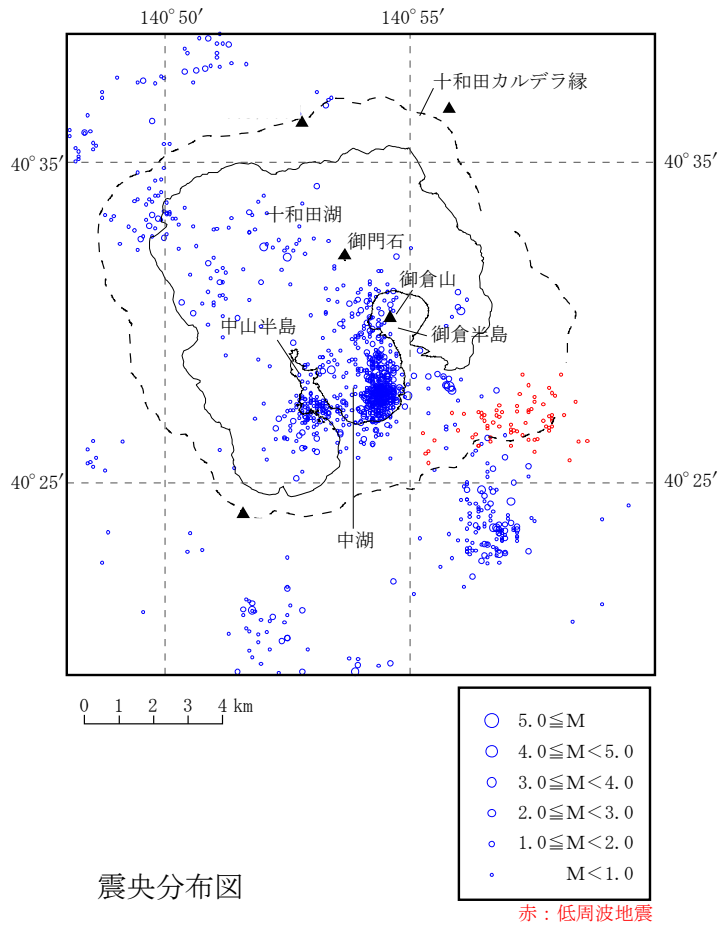 140°50′
140°55′
十和田カルデラ縁
40°35′
40°35′
十和田湖
御門石
御倉山
中山半島
御倉半島
40°25′
40°25′
中湖
0 1 2 3 4 km
5.0≦M
4.0≦M<5.0
3.0≦M<4.0
2.0≦M<3.0
1.0≦M<2.0
M<1.0
震央分布図
赤：低周波地震